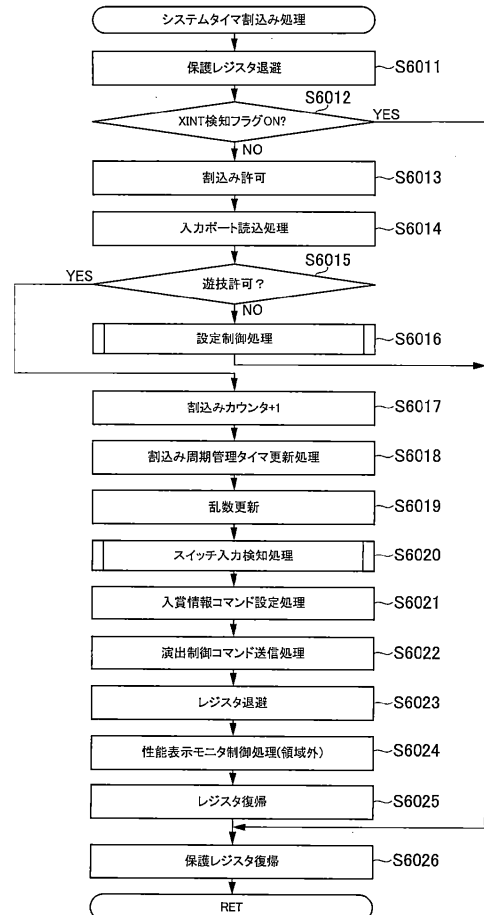 システムタイマ割込み処理
保護レジスタ退避
S6011
XINT検知フラグON?
S6012
YES
NO
割込み許可
S6013
入力ポート読込処理
S6014
遊技許可?
S6015
YES
NO
設定制御処理
S6016
割込みカウンタ+1
S6017
割込み周期管理タイマ更新処理
S6018
乱数更新
S6019
スイッチ入力検知処理
S6020
入賞情報コマンド設定処理
S6021
演出制御コマンド送信処理
S6022
レジスタ退避
S6023
性能表示モニタ制御処理(領域外)
S6024
レジスタ復帰
S6025
保護レジスタ復帰
S6026
RET